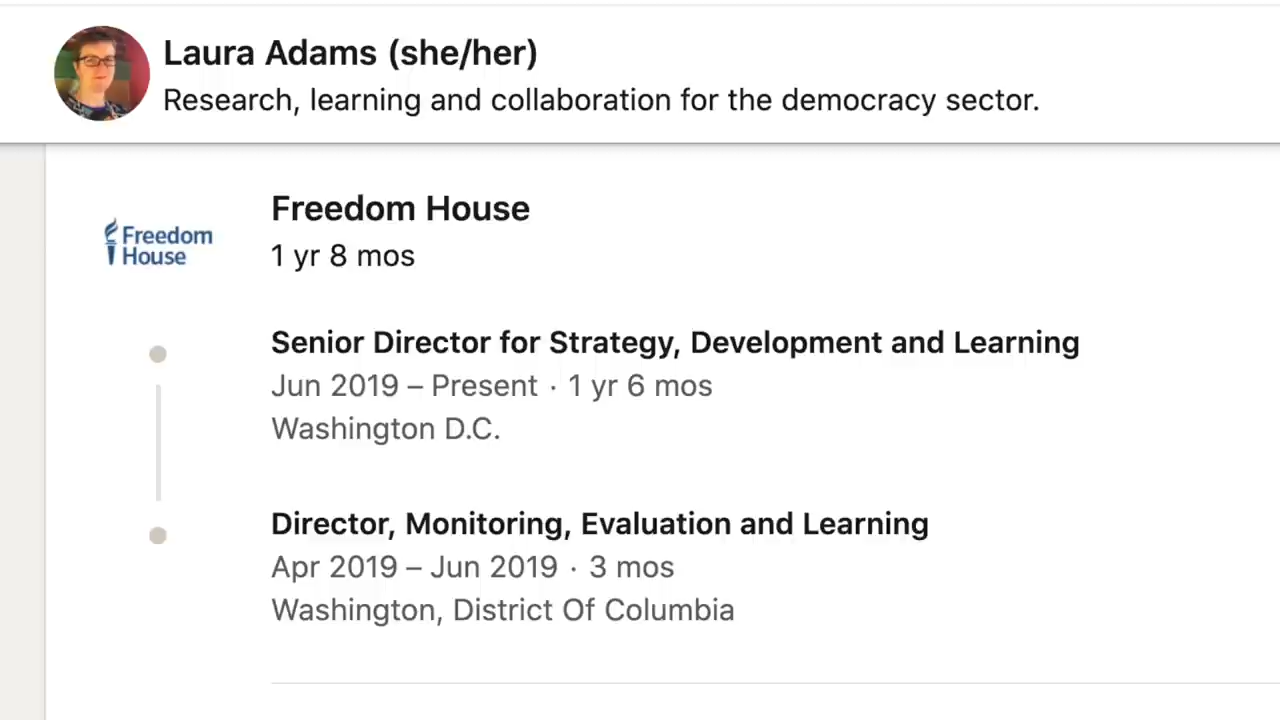 Laura Adams (she/her)
Research, learning and collaboration for the democracy sector.
Freedom House
Freedom
House
1 yr 8 mos
Senior Director for Strategy, Development and Learning
Jun 2019 – Present · 1 yr 6 mos
Washington D.C.
Director, Monitoring, Evaluation and Learning
Apr 2019 – Jun 2019 · 3 mos
Washington, District Of Columbia